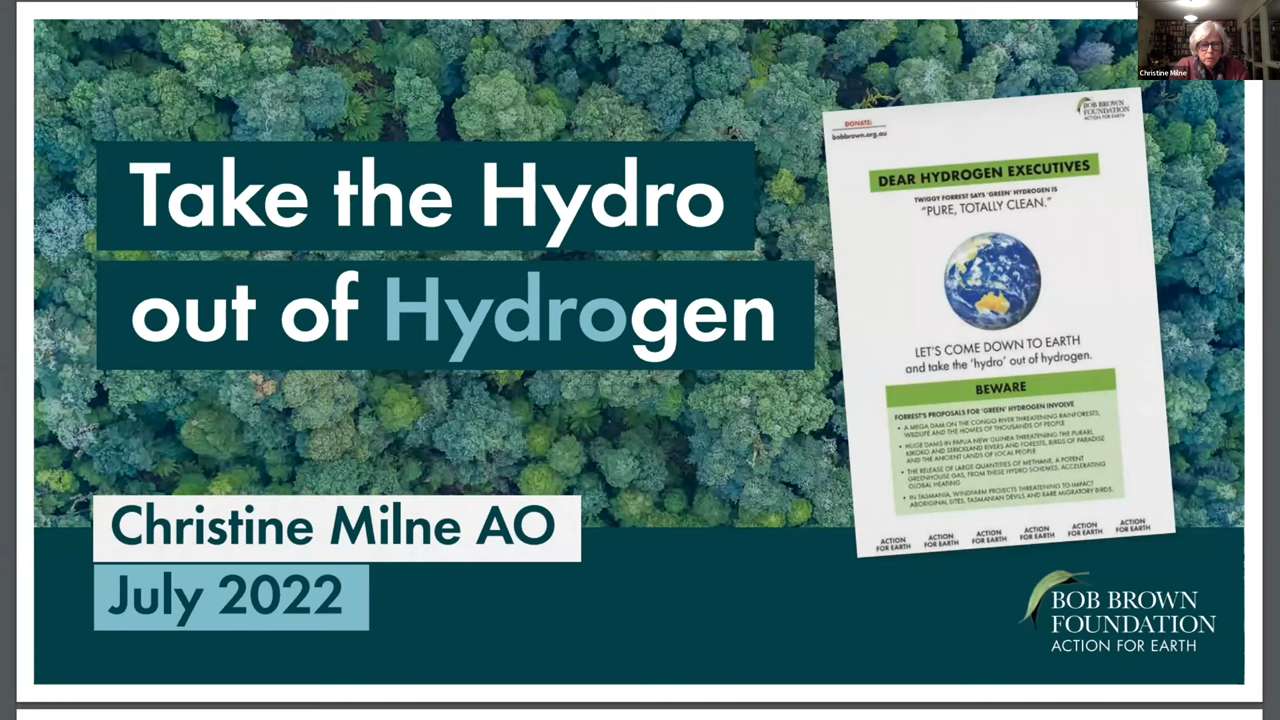 Christine Milne
Take the Hydro
out of Hydrogen
Christine Milne AO
July 2022
DONATE:
bobbrown.org.au
BOB BROWN
FOUNDATION
ACTION FOR EARTH
DEAR HYDROGEN EXECUTIVES
TWIGGY FORREST SAYS 'GREEN' HYDROGEN IS
"PURE, TOTALLY CLEAN."
LET'S COME DOWN TO EARTH
and take the 'hydro' out of hydrogen.
BEWARE
FORREST'S PROPOSALS FOR 'GREEN' HYDROGEN INVOLVE
• A MEGA DAM ON THE CONGO RIVER THREATENING RAINFORESTS,
WILDLIFE AND THE HOMES OF THOUSANDS OF PEOPLE
• HUGE DAMS IN PAPUA NEW GUINEA THREATENING THE PURARI,
KIKOKO AND STRICKLAND RIVERS AND FORESTS, BIRDS OF PARADISE
AND THE ANCIENT LANDS OF LOCAL PEOPLE
• THE RELEASE OF LARGE QUANTITIES OF METHANE, A POTENT
GREENHOUSE GAS, FROM THESE HYDRO SCHEMES, ACCELERATING
GLOBAL HEATING
• IN TASMANIA, WINDFARM PROJECTS THREATENING TO IMPACT
ABORIGINAL SITES, TASMANIAN DEVILS AND RARE MIGRATORY BIRDS.
ACTION FOR EARTH ACTION FOR EARTH ACTION FOR EARTH ACTION FOR EARTH ACTION FOR EARTH ACTION FOR EARTH
BOB BROWN
FOUNDATION
ACTION FOR EARTH